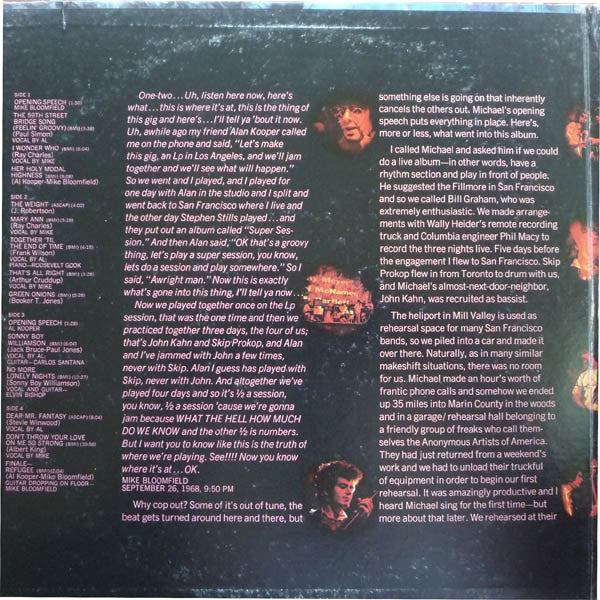 SIDE 1
OPENING SPEECH (1:30)
MIKE BLOOMFIELD
THE 59TH STREET
BRIDGE SONG
(FEELIN' GROOVY) (BMI) (5:38)
(Paul Simon)
VOCAL BY AL
I WONDER WHO (BMI) (6:04)
(Ray Charles)
VOCAL BY MIKE
HER HOLY MODAL
HIGHNESS (BMI)
(Al Kooper-Mike Bloomfield)
SIDE 2
THE WEIGHT (ASCAP) (4:02)
(J. Robertson)
MARY ANN (BMI)
(Ray Charles)
VOCAL BY MIKE
TOGETHER 'TIL
THE END OF TIME (BMI) (4:15)
(Frank Wilson)
VOCAL BY AL
PIANO—ROOSEVELT GOOK
THAT'S ALL RIGHT (BMI)
(Arthur Cruddup)
VOCAL BY MIKE
GREEN ONIONS (BMI)
(Booker T. Jones)
SIDE 3
OPENING SPEECH
AL KOOPER
SONNY BOY
WILLIAMSON (BMI)
(Jack Bruce-Paul Jones)
VOCAL BY AL
GUITAR—CARLOS SANTANA
NO MORE
LONELY NIGHTS (BMI)
(Sonny Boy Williamson)
VOCAL AND GUITAR—
ELVIN BISHOP
SIDE 4
DEAR MR. FANTASY (ASCAP) (8:04)
(Stevie Winwood)
VOCAL BY AL
DON'T THROW YOUR LOVE
ON ME SO STRONG (BMI)
(Albert King)
VOCAL BY MIKE
FINALE—
REFUGEE (BMI)
(Al Kooper-Mike Bloomfield)
GUITAR DROPPING ON FLOOR—
MIKE BLOOMFIELD
One-two...Uh, listen here now, here's
what...this is where it's at, this is the thing of
this gig and here's...I'll tell ya 'bout it now.
Uh, awhile ago my friend Alan Kooper called
me on the phone and said, "Let's make
this gig, an Lp in Los Angeles, and we'll jam
together and we'll see what will happen."
So we went and I played, and I played for
one day with Alan in the studio and I split and
went back to San Francisco where I live and
the other day Stephen Stills played...and
they put out an album called "Super Ses-
sion." And then Alan said, "OK that's a groovy
thing, let's play a super session, you know,
lets do a session and play somewhere." So I
said, "Awright man." Now this is exactly
what's gone into this thing, I'll tell ya now...
Now we played together once on the Lp
session, that was the one time and then we
practiced together three days, the four of us;
that's John Kahn and Skip Prokop, and Alan
and I've jammed with John a few times,
never with Skip. Alan I guess has played with
Skip, never with John. And altogether we've
played four days and so it's ½ a session,
you know, ½ a session 'cause we're gonna
jam because WHAT THE HELL HOW MUCH
DO WE KNOW and the other ½ is numbers.
But I want you to know like this is the truth of
where we're playing. See!!!! Now you know
where it's at...OK.
MIKE BLOOMFIELD
SEPTEMBER 26, 1968, 9:50 PM
Why cop out? Some of it's out of tune, the
beat gets turned around here and there, but
something else is going on that inherently
cancels the others out. Michael's opening
speech puts everything in place. Here's,
more or less, what went into this album.
I called Michael and asked him if we could
do a live album—in other words, have a
rhythm section and play in front of people.
He suggested the Fillmore in San Francisco
and so we called Bill Graham, who was
extremely enthusiastic. We made arrange-
ments with Wally Heider's remote recording
truck and Columbia engineer Phil Macy to
record the three nights live. Five days before
the engagement I flew to San Francisco. Skip
Prokop flew in from Toronto to drum with us,
and Michael's almost-next-door-neighbor,
John Kahn, was recruited as bassist.
The heliport in Mill Valley is used as
rehearsal space for many San Francisco
bands, so we piled into a car and made it
over there. Naturally, as in many similar
makeshift situations, there was no room
for us. Michael made an hour's worth of
frantic phone calls and somehow we ended
up 35 miles into Marin County in the woods
and in a garage/ rehearsal hall belonging to
a friendly group of freaks who call them-
selves the Anonymous Artists of America.
They had just returned from a weekend's
work and we had to unload their truckful
of equipment in order to begin our first
rehearsal. It was amazingly productive and I
heard Michael sing for the first time—but
more about that later. We rehearsed at their